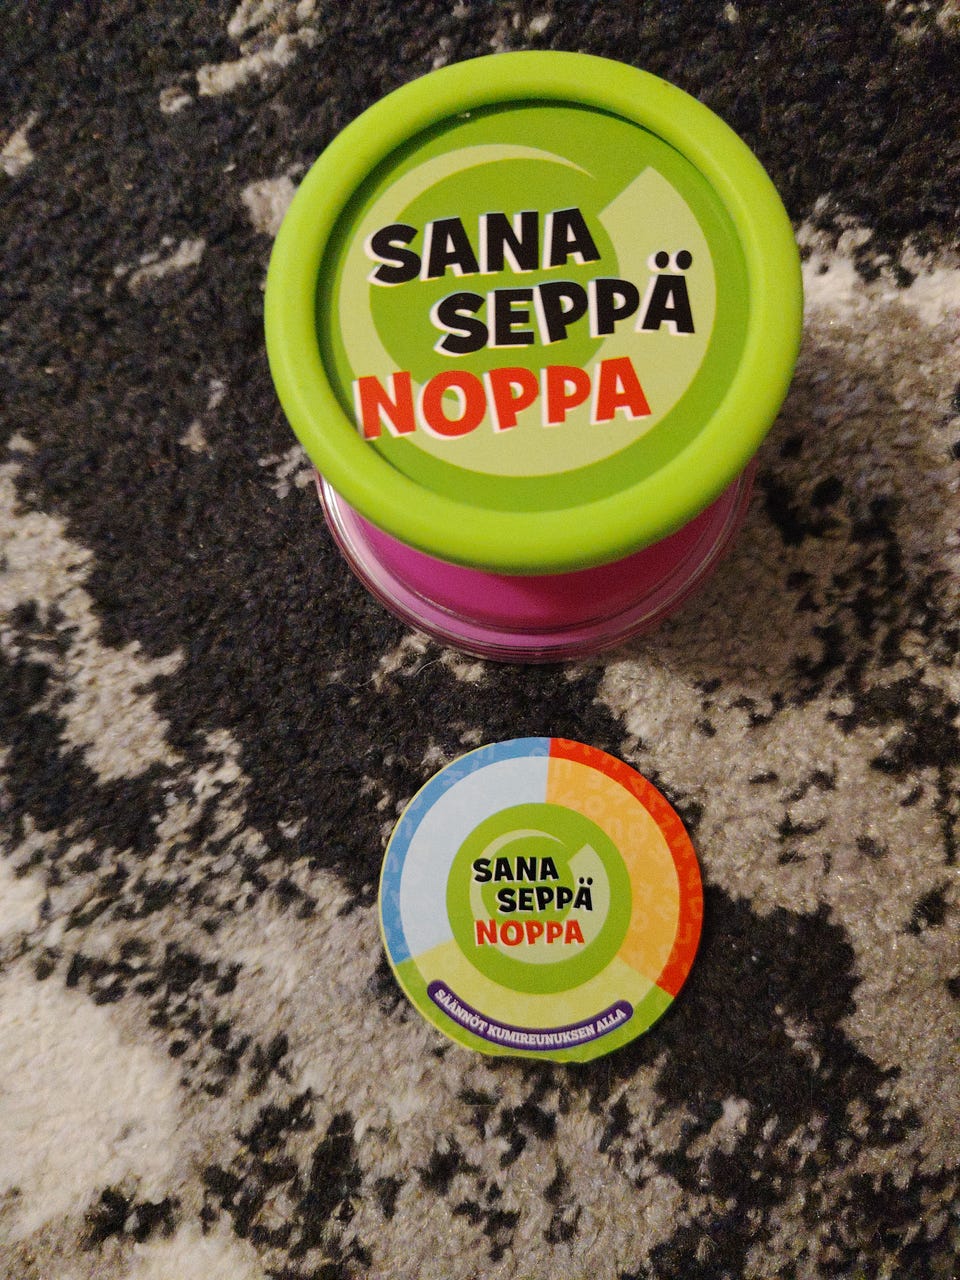 SANA
SEPPÄ
NOPPA
SANA
SEPPÄ
NOPPA
SÄÄNNÖT KUMIREUNUKSEN ALLA